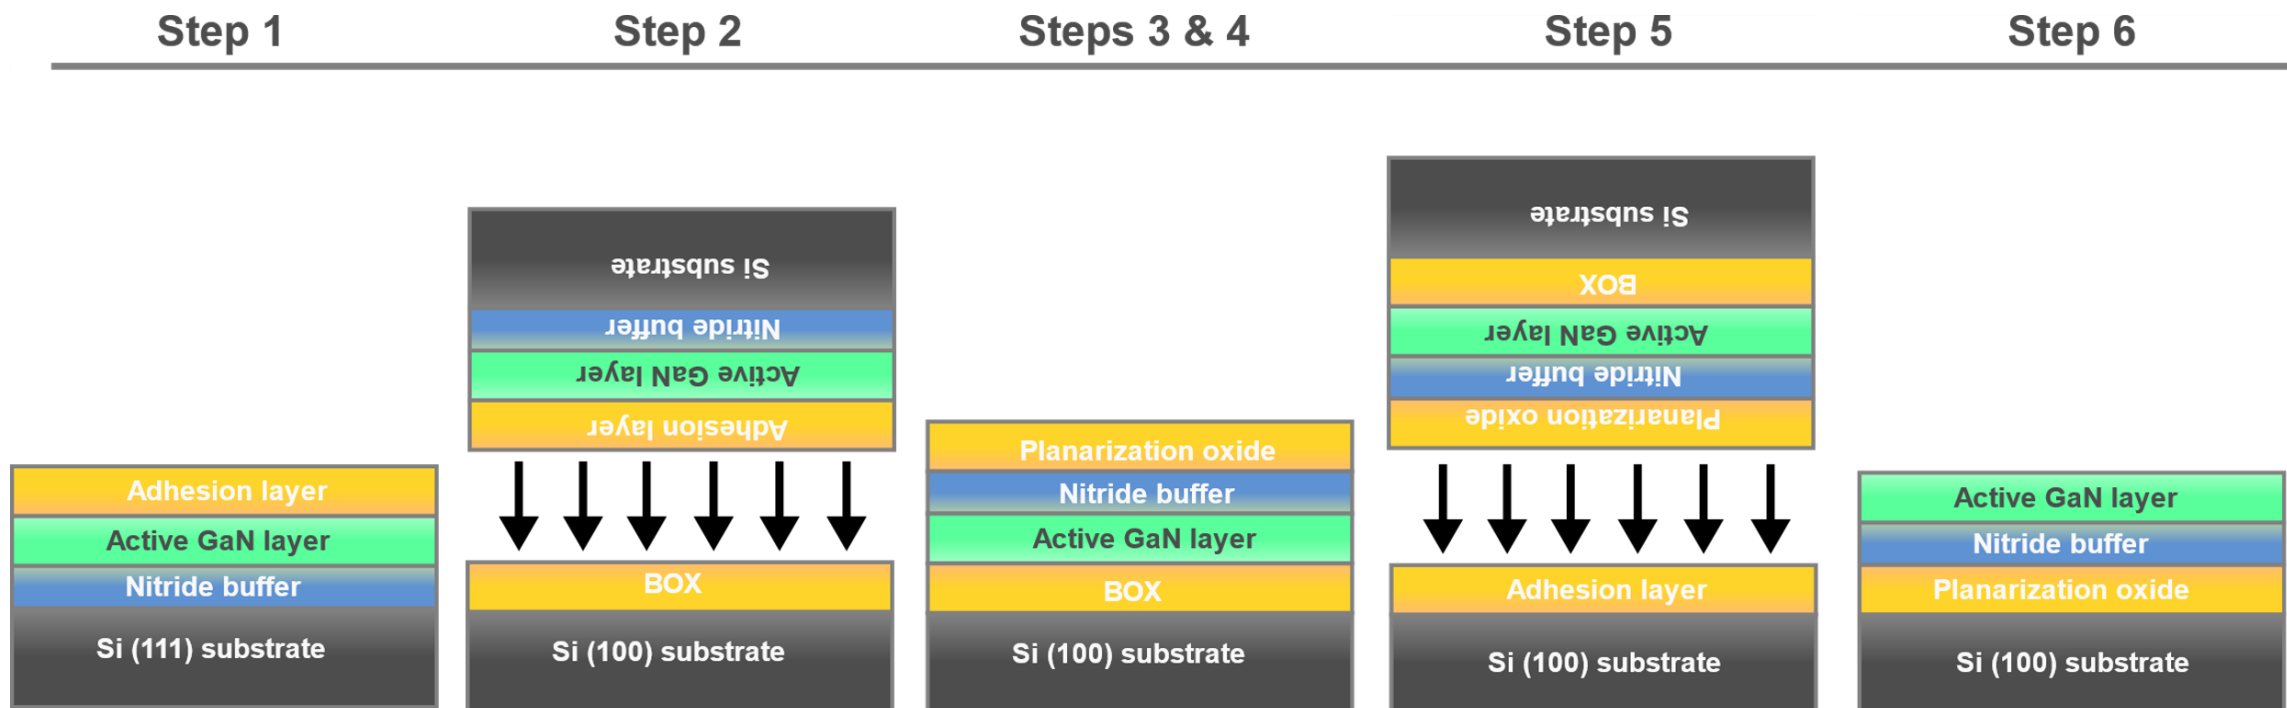 Step 1
Step 2
Steps 3 & 4
Step 5
Step 6
Adhesion layer
Active GaN layer
Nitride buffer
Si (111) substrate
Si substrate
Nitride buffer
Active GaN layer
Adhesion layer
BOX
Si (100) substrate
Planarization oxide
Nitride buffer
Active GaN layer
BOX
Si (100) substrate
Si substrate
BOX
Active GaN layer
Nitride buffer
Planarization oxide
Adhesion layer
Si (100) substrate
Active GaN layer
Nitride buffer
Planarization oxide
Si (100) substrate